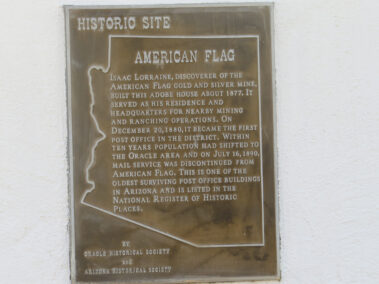 HISTORIC SITE
AMERICAN FLAG
ISAAC LORRAINE, DISCOVERER OF THE
AMERICAN FLAG GOLD AND SILVER MINE,
BUILT THIS ADOBE HOUSE ABOUT 1877. IT
SERVED AS HIS RESIDENCE AND
HEADQUARTERS FOR NEARBY MINING
AND RANCHING OPERATIONS. ON
DECEMBER 20, 1880, IT BECAME THE FIRST
POST OFFICE IN THE DISTRICT. WITHIN
TEN YEARS POPULATION HAD SHIFTED TO
THE ORACLE AREA AND ON JULY 16, 1890,
MAIL SERVICE WAS DISCONTINUED FROM
AMERICAN FLAG. THIS IS ONE OF THE
OLDEST SURVIVING POST OFFICE BUILDINGS
IN ARIZONA AND IS LISTED IN THE
NATIONAL REGISTER OF HISTORIC
PLACES.
BY
ORACLE HISTORICAL SOCIETY
AND
ARIZONA HISTORICAL SOCIETY